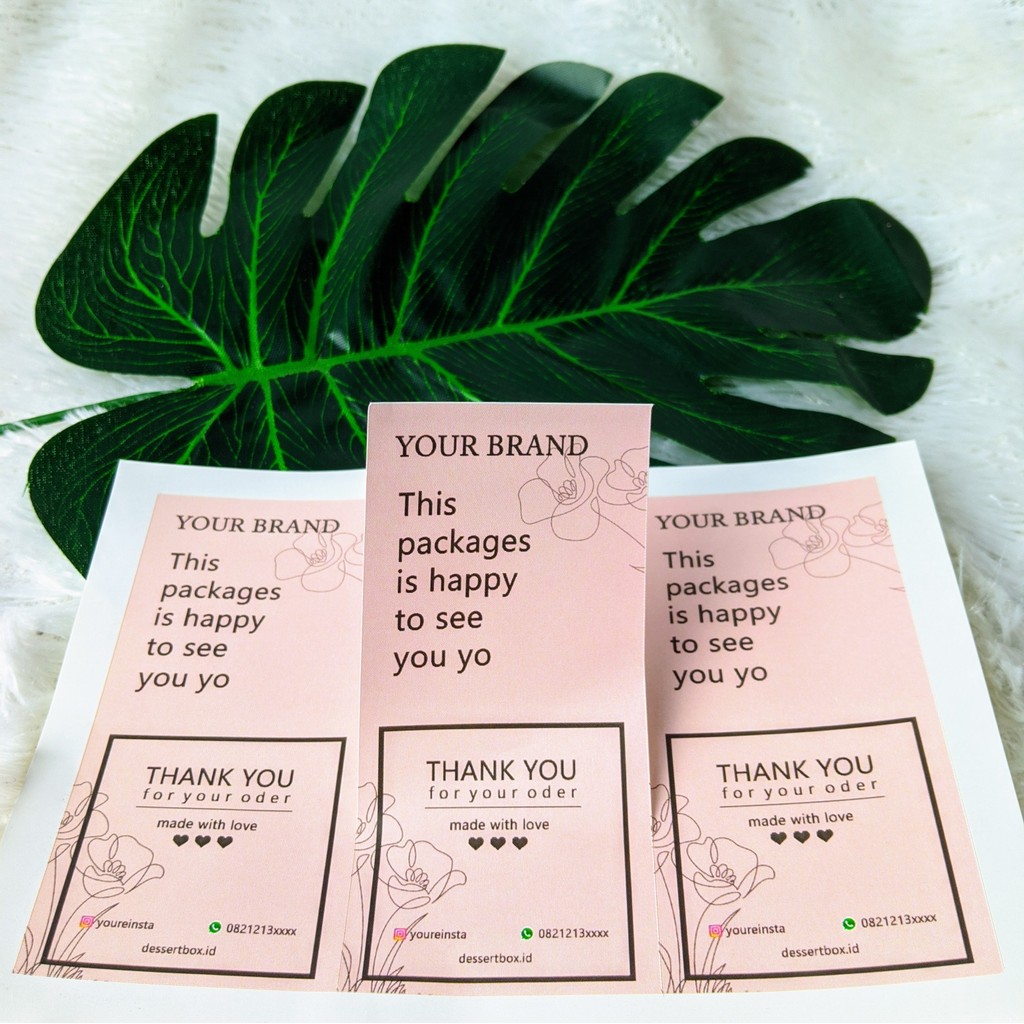 YOUR BRAND
This
packages
is happy
to see
you yo
THANK YOU
for your oder
made with love
youreinsta
0821213xxxx
dessertbox.id
YOUR BRAND
This
packages
is happy
to see
you yo
THANK YOU
for your oder
made with love
youreinsta
0821213xxxx
dessertbox.id
YOUR BRAND
This
packages
is happy
to see
you yo
THANK YOU
for your oder
made with love
youreinsta
0821213xxxx
dessertbox.id